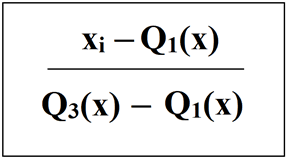 xᵢ – Q₁(x)
Q₃(x) – Q₁(x)